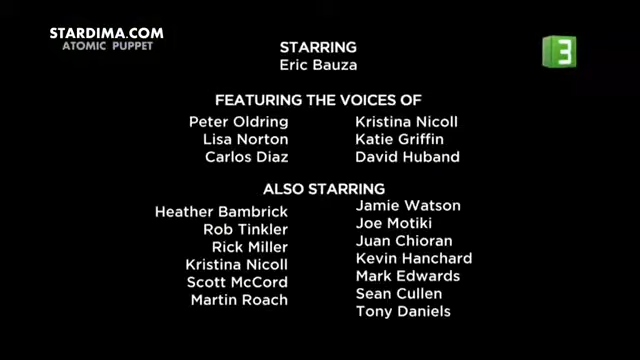 STARDIMA.COM
ATOMIC PUPPET
3
STARRING
Eric Bauza
FEATURING THE VOICES OF
Peter Oldring Kristina Nicoll
Lisa Norton Katie Griffin
Carlos Diaz David Huband
ALSO STARRING
Heather Bambrick
Rob Tinkler
Rick Miller
Kristina Nicoll
Scott McCord
Martin Roach
Jamie Watson
Joe Motiki
Juan Chioran
Kevin Hanchard
Mark Edwards
Sean Cullen
Tony Daniels